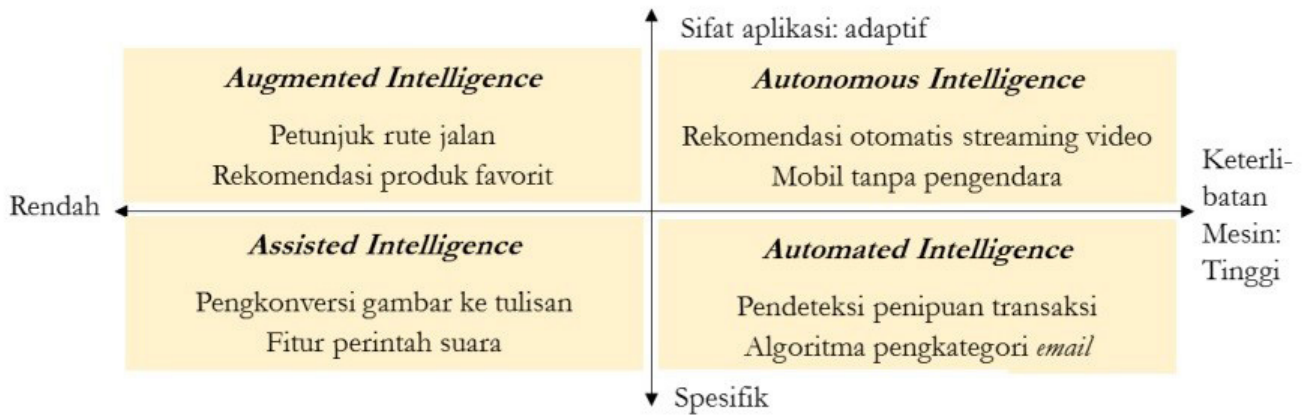 Sifat aplikasi: adaptif
Augmented Intelligence
Petunjuk rute jalan
Rekomendasi produk favorit
Autonomous Intelligence
Rekomendasi otomatis streaming video
Mobil tanpa pengendara
Rendah
Keterli-
batan
Mesin:
Tinggi
Assisted Intelligence
Pengkonversi gambar ke tulisan
Fitur perintah suara
Automated Intelligence
Pendeteksi penipuan transaksi
Algoritma pengkategori email
Spesifik